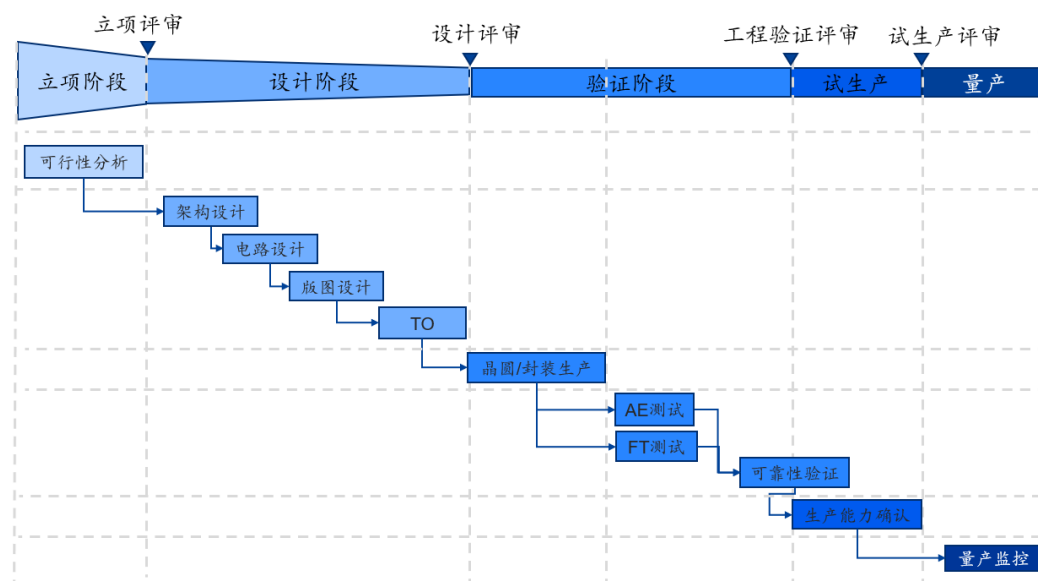 立项评审
设计评审
工程验证评审
试生产评审
立项阶段
设计阶段
验证阶段
试生产
量产
可行性分析
架构设计
电路设计
版图设计
TO
晶圆/封装生产
AE测试
FT测试
可靠性验证
生产能力确认
量产监控